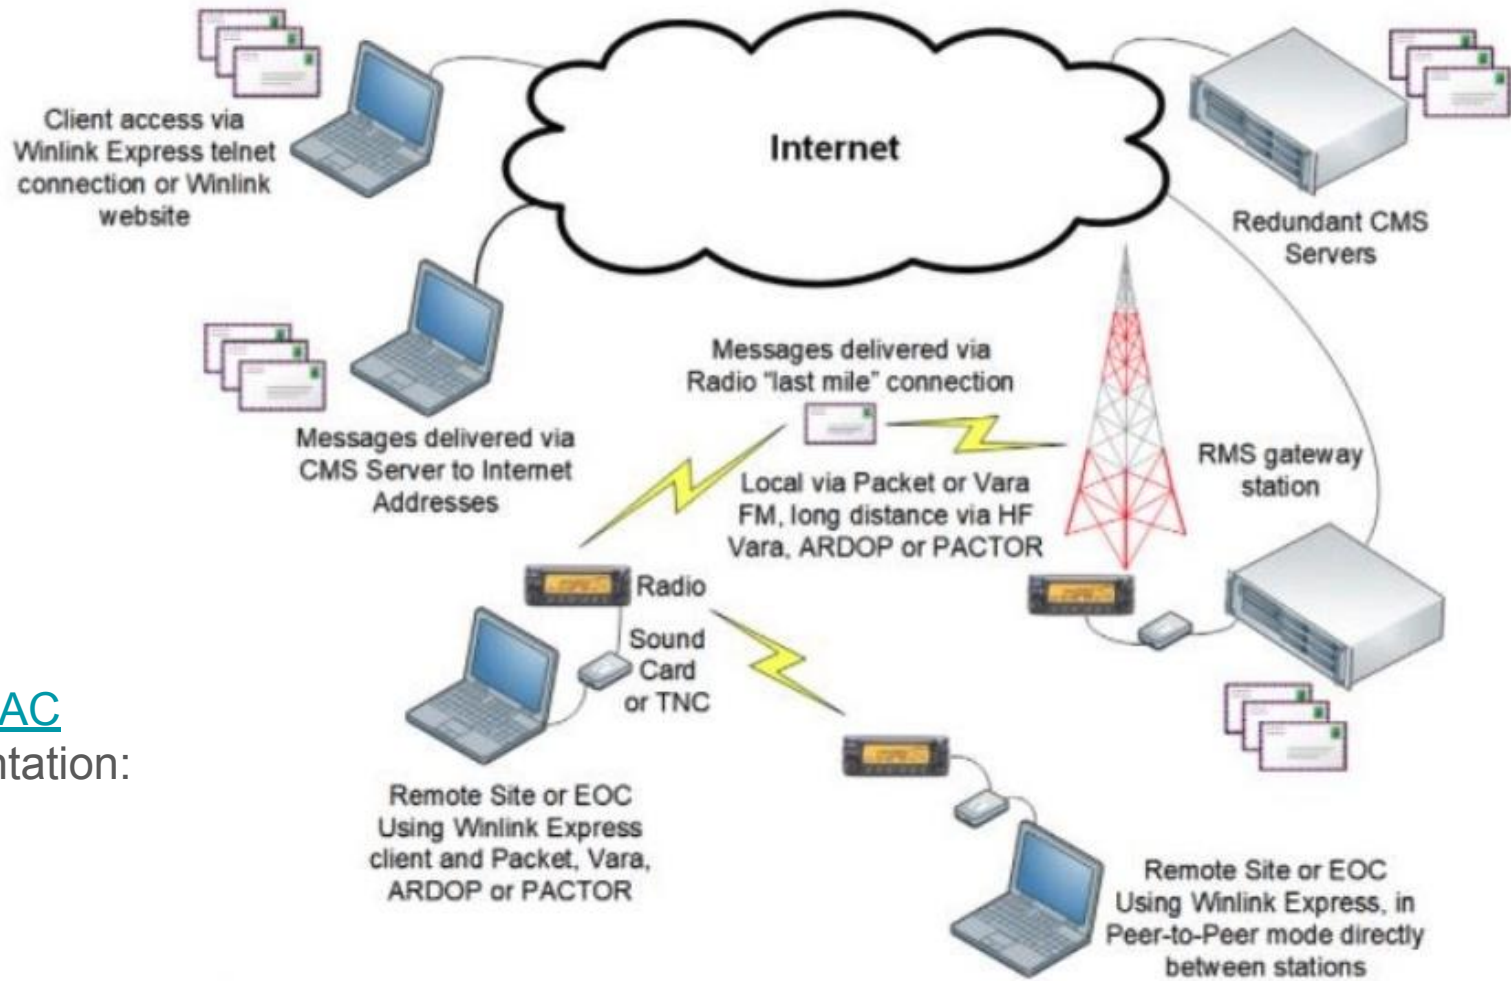 Client access via
Winlink Express telnet
connection or Winlink
website
Internet
Redundant CMS
Servers
Messages delivered via
CMS Server to Internet
Addresses
Messages delivered via
Radio "last mile" connection
Local via Packet or Vara
FM, long distance via HF
Vara, ARDOP or PACTOR
RMS gateway
station
Radio
Sound
Card
or TNC
AC
ntation:
Remote Site or EOC
Using Winlink Express
client and Packet, Vara,
ARDOP or PACTOR
Remote Site or EOC
Using Winlink Express, in
Peer-to-Peer mode directly
between stations